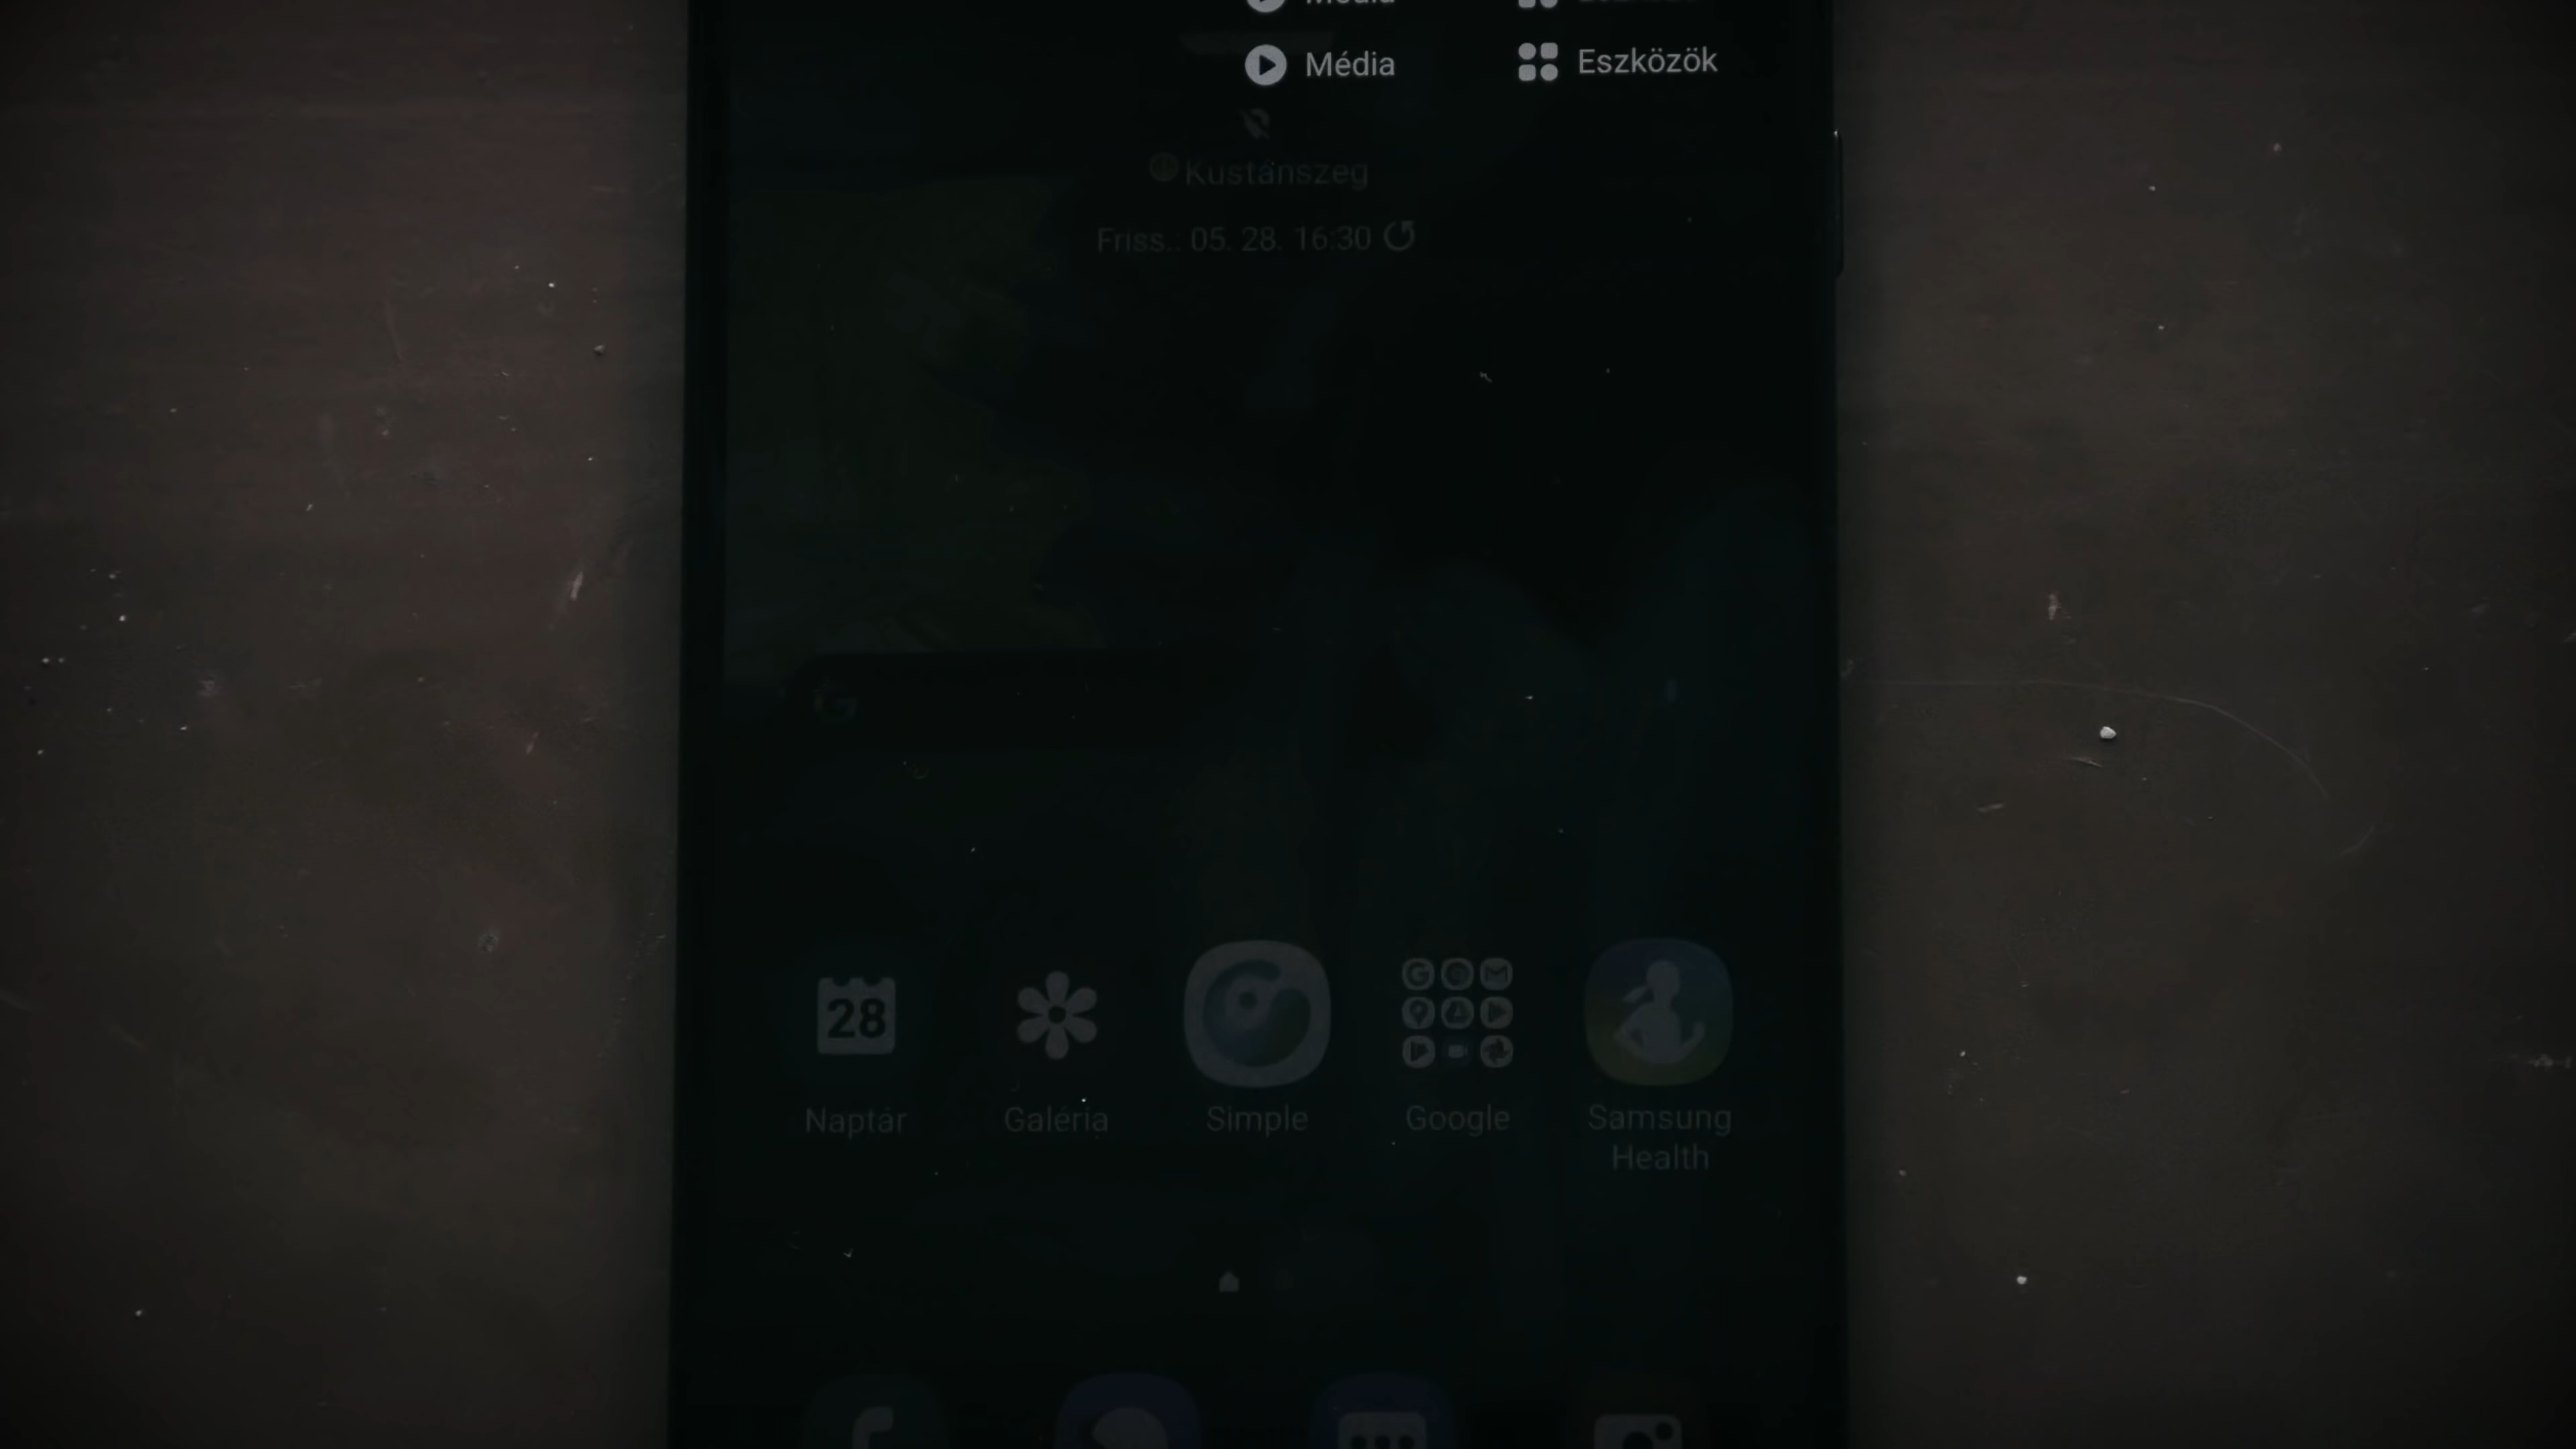 Média Eszközök
Kustánszeg
Friss.: 05. 28. 16:30
28
Naptár Galéria Simple Google Samsung
Health